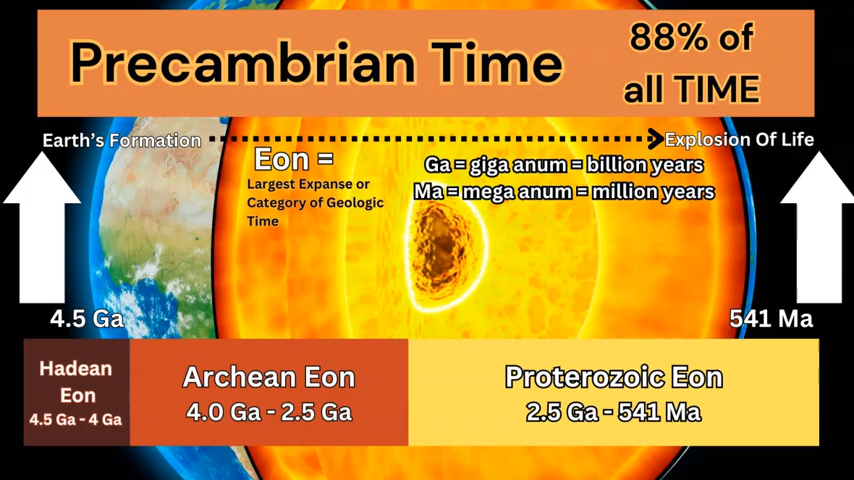 Precambrian Time
88% of
all TIME
Earth's Formation
Explosion Of Life
Eon =
Largest Expanse or
Category of Geologic
Time
Ga = giga anum = billion years
Ma = mega anum = million years
4.5 Ga
541 Ma
Hadean
Eon
4.5 Ga - 4 Ga
Archean Eon
4.0 Ga - 2.5 Ga
Proterozoic Eon
2.5 Ga - 541 Ma